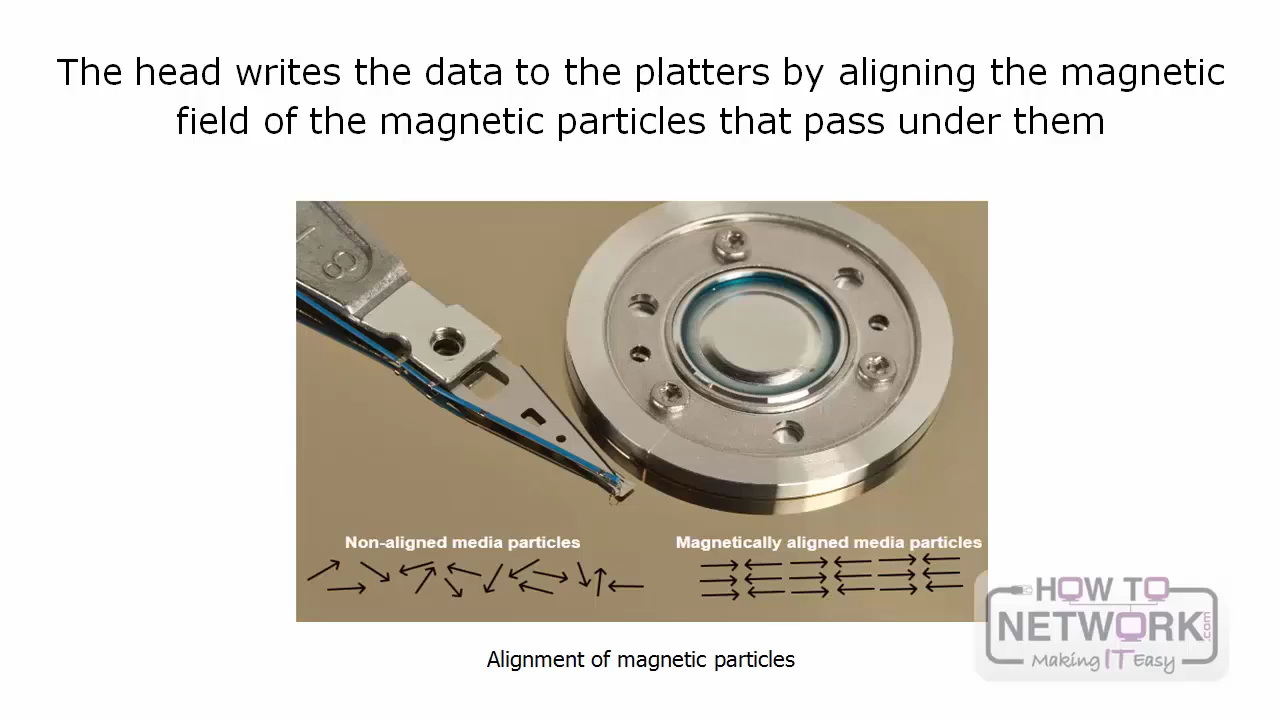 The head writes the data to the platters by aligning the magnetic
field of the magnetic particles that pass under them
8
Non-aligned media particles
Magnetically aligned media particles
HOW TO
NETWORK.com
Making IT Easy
Alignment of magnetic particles